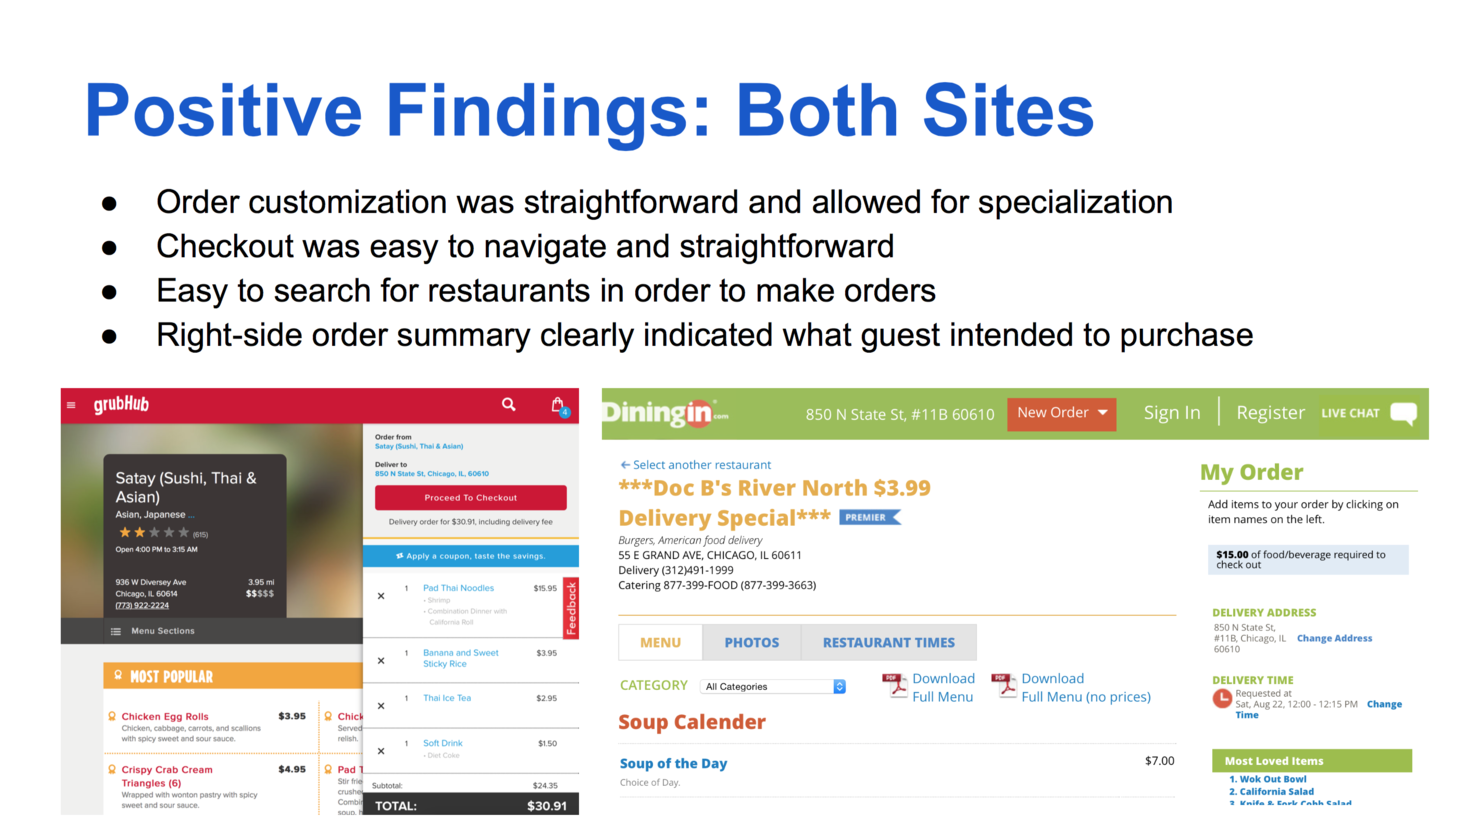 Positive Findings: Both Sites
● Order customization was straightforward and allowed for specialization
● Checkout was easy to navigate and straightforward
● Easy to search for restaurants in order to make orders
● Right-side order summary clearly indicated what guest intended to purchase
grubHub
4
Satay (Sushi, Thai &
Asian)
Asian, Japanese ...
(615)
Open 4:00 PM to 3:15 AM
936 W Diversey Ave 3.95 mi
Chicago, IL 60614 $$$$$
(773) 922-2224
Menu Sections
MOST POPULAR
Chicken Egg Rolls $3.95
Chicken, cabbage, carrots, and scallions
with spicy sweet and sour sauce.
Crispy Crab Cream $4.95
Triangles (6)
Wrapped with wonton pastry with spicy
sweet and sour sauce.
Chick
Served
relish.
Pad T
Stir frie
crushe
Combi
soup, h
Order from
Satay (Sushi, Thai & Asian)
Deliver to
850 N State St, Chicago, IL, 60610
Proceed To Checkout
Delivery order for $30.91, including delivery fee
Apply a coupon, taste the savings.
× 1 Pad Thai Noodles $15.95
• Shrimp
• Combination Dinner with
California Roll
× 1 Banana and Sweet $3.95
Sticky Rice
× 1 Thai Ice Tea $2.95
× 1 Soft Drink $1.50
• Diet Coke
Subtotal: $24.35
TOTAL: $30.91
Feedback
Diningin.com
850 N State St, #11B 60610
New Order
Sign In
Register
LIVE CHAT
← Select another restaurant
***Doc B's River North $3.99
Delivery Special*** PREMIER
Burgers, American food delivery
55 E GRAND AVE, CHICAGO, IL 60611
Delivery (312)491-1999
Catering 877-399-FOOD (877-399-3663)
MENU PHOTOS RESTAURANT TIMES
CATEGORY All Categories
PDF Download
Full Menu
PDF Download
Full Menu (no prices)
Soup Calender
Soup of the Day $7.00
Choice of Day.
My Order
Add items to your order by clicking on
item names on the left.
$15.00 of food/beverage required to
check out
DELIVERY ADDRESS
850 N State St,
#11B, Chicago, IL Change Address
60610
DELIVERY TIME
Requested at
Sat, Aug 22, 12:00 - 12:15 PM Change
Time
Most Loved Items
1. Wok Out Bowl
2. California Salad
3. Knife & Fork Cobb Salad